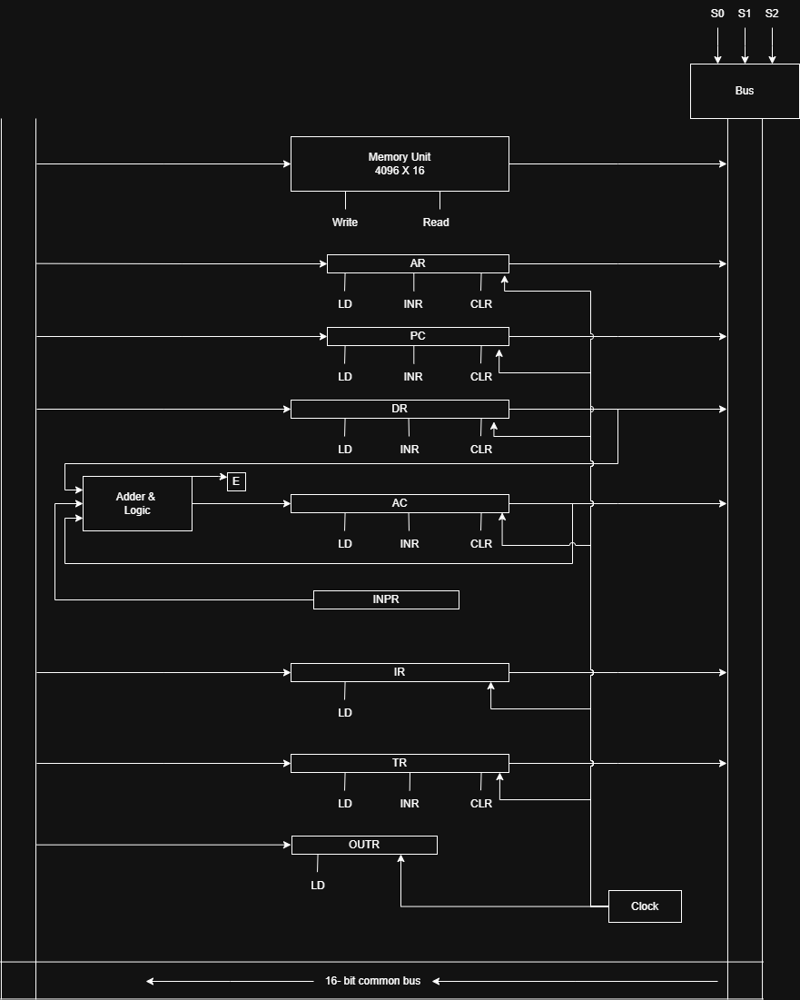 S0 S1 S2
Bus
Memory Unit
4096 X 16
Write Read
AR
LD INR CLR
PC
LD INR CLR
DR
LD INR CLR
E
Adder &
Logic
AC
LD INR CLR
INPR
IR
LD
TR
LD INR CLR
OUTR
LD
Clock
16- bit common bus